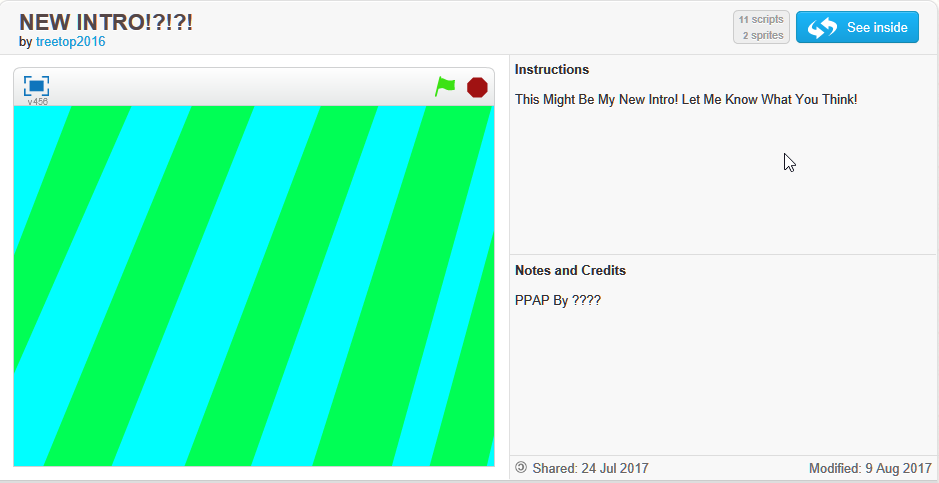 NEW INTRO!?!?!
by treetop2016
11 scripts
2 sprites
See inside
v456
Instructions
This Might Be My New Intro! Let Me Know What You Think!
Notes and Credits
PPAP By ????
© Shared: 24 Jul 2017
Modified: 9 Aug 2017